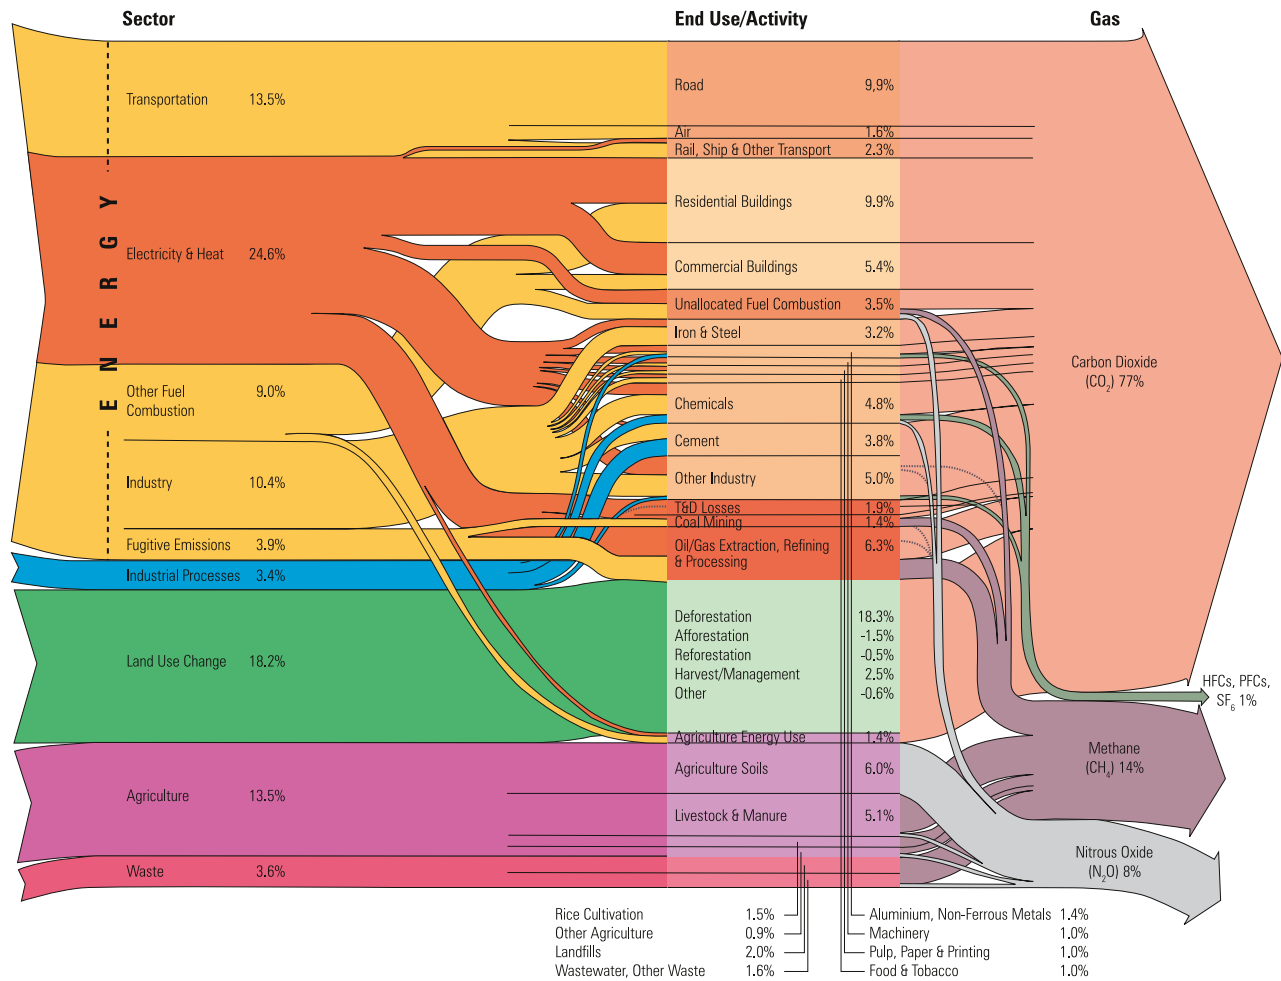 Sector
End Use/Activity
Gas
ENERGY
Transportation 13.5%
Electricity & Heat 24.6%
Other Fuel
Combustion 9.0%
Industry 10.4%
Fugitive Emissions 3.9%
Industrial Processes 3.4%
Land Use Change 18.2%
Agriculture 13.5%
Waste 3.6%
Road 9,9%
Air 1.6%
Rail, Ship & Other Transport 2.3%
Residential Buildings 9.9%
Commercial Buildings 5.4%
Unallocated Fuel Combustion 3.5%
Iron & Steel 3.2%
Chemicals 4.8%
Cement 3.8%
Other Industry 5.0%
T&D Losses 1.9%
Coal Mining 1.4%
Oil/Gas Extraction, Refining 6.3%
& Processing
Deforestation 18.3%
Afforestation -1.5%
Reforestation -0.5%
Harvest/Management 2.5%
Other -0.6%
Agriculture Energy Use 1.4%
Agriculture Soils 6.0%
Livestock & Manure 5.1%
Rice Cultivation 1.5%
Other Agriculture 0.9%
Landfills 2.0%
Wastewater, Other Waste 1.6%
Aluminium, Non-Ferrous Metals 1.4%
Machinery 1.0%
Pulp, Paper & Printing 1.0%
Food & Tobacco 1.0%
Carbon Dioxide
(CO₂) 77%
HFCs, PFCs,
SF₆ 1%
Methane
(CH₄) 14%
Nitrous Oxide
(N₂O) 8%